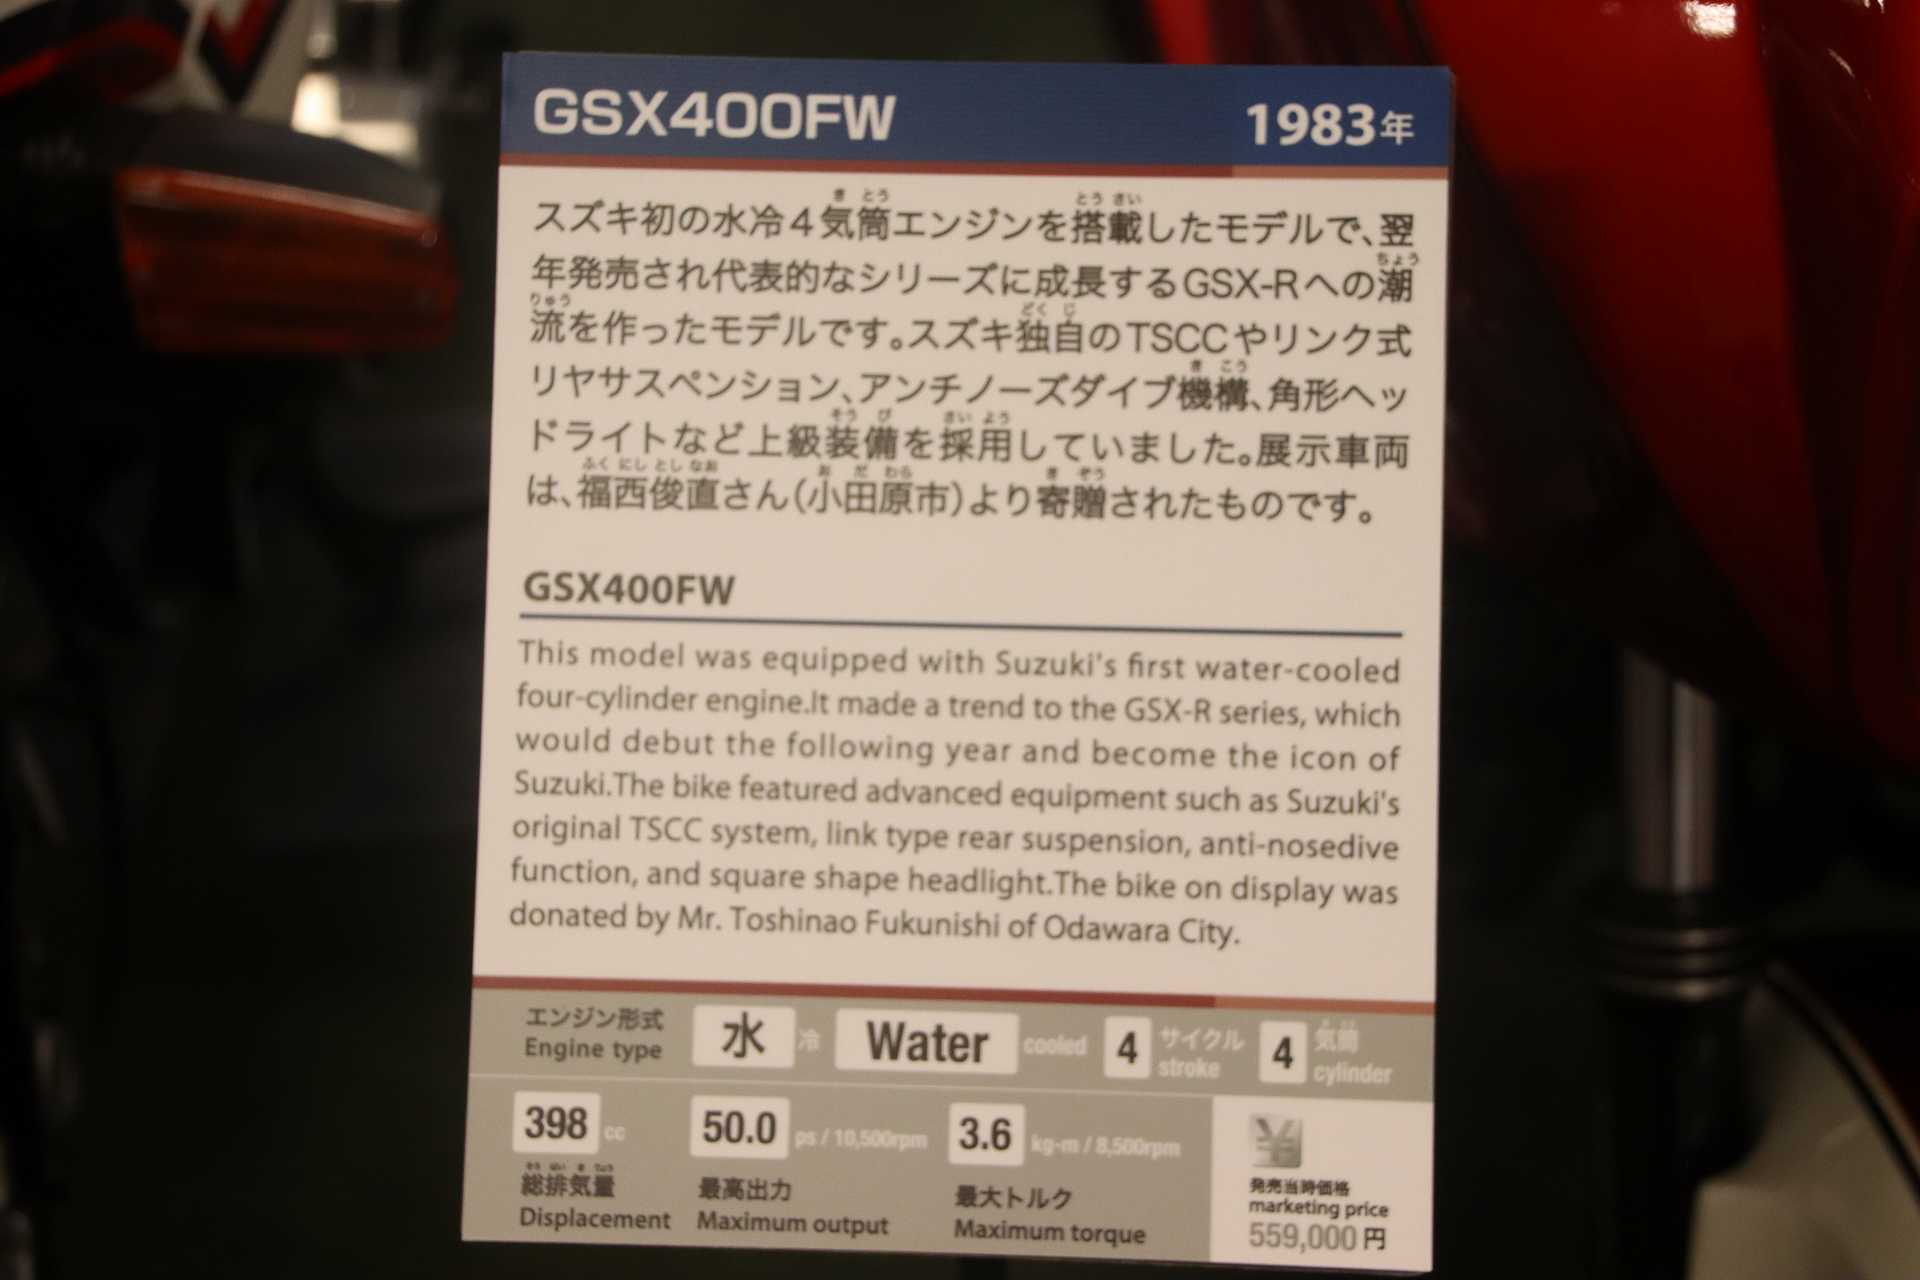 GSX400FW 1983年
スズキ初の水冷4気筒エンジンを搭載したモデルで、翌
年発売され代表的なシリーズに成長するGSX-Rへの潮
流を作ったモデルです。スズキ独自のTSCCやリンク式
リヤサスペンション、アンチノーズダイブ機構、角形ヘッ
ドライトなど上級装備を採用していました。展示車両
は、福西俊直さん(小田原市)より寄贈されたものです。
GSX400FW
This model was equipped with Suzuki's first water-cooled
four-cylinder engine.It made a trend to the GSX-R series, which
would debut the following year and become the icon of
Suzuki.The bike featured advanced equipment such as Suzuki's
original TSCC system, link type rear suspension, anti-nosedive
function, and square shape headlight.The bike on display was
donated by Mr. Toshinao Fukunishi of Odawara City.
エンジン形式 水冷 Water cooled 4 サイクル 4 気筒
Engine type stroke cylinder
398 cc 50.0 ps / 10,500rpm 3.6 kg-m / 8,500rpm ¥
総排気量 最高出力 最大トルク 発売当時価格
Displacement Maximum output Maximum torque marketing price
559,000円